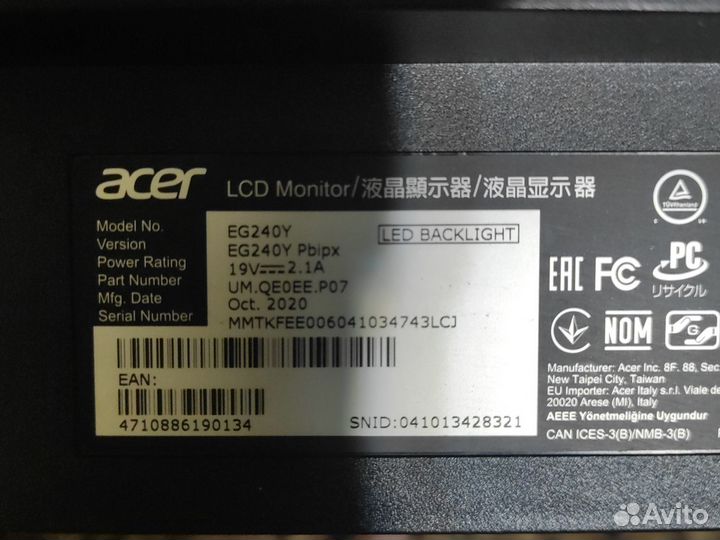 acer LCD Monitor/液晶顯示器/液晶显示器
Model No. EG240Y LED BACKLIGHT
Version EG240Y Pbipx
Power Rating 19V⎓2.1A
Part Number UM.QE0EE.P07
Mfg. Date Oct. 2020
Serial Number MMTKFEE006041034743LCJ
EAN:
4710886190134
SNID:041013428321
TÜVRheinland
EAC FC PC
リサイクル
NOM
Manufacturer: Acer Inc. 8F. 88, Sec
New Taipei City, Taiwan
EU Importer: Acer Italy s.r.l. Viale de
20020 Arese (MI), Italy
AEEE Yönetmeliğine Uygundur
CAN ICES-3(B)/NMB-3(B)
Avito